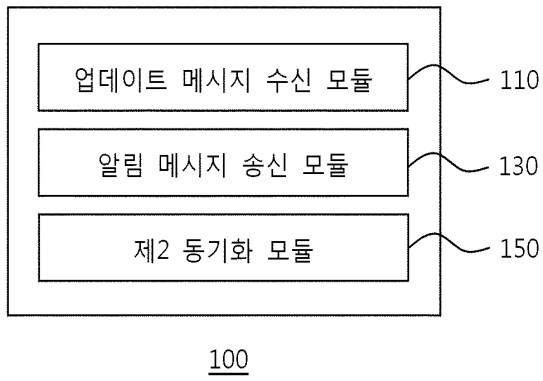 업데이트 메시지 수신 모듈 110
알림 메시지 송신 모듈 130
제2 동기화 모듈 150
100